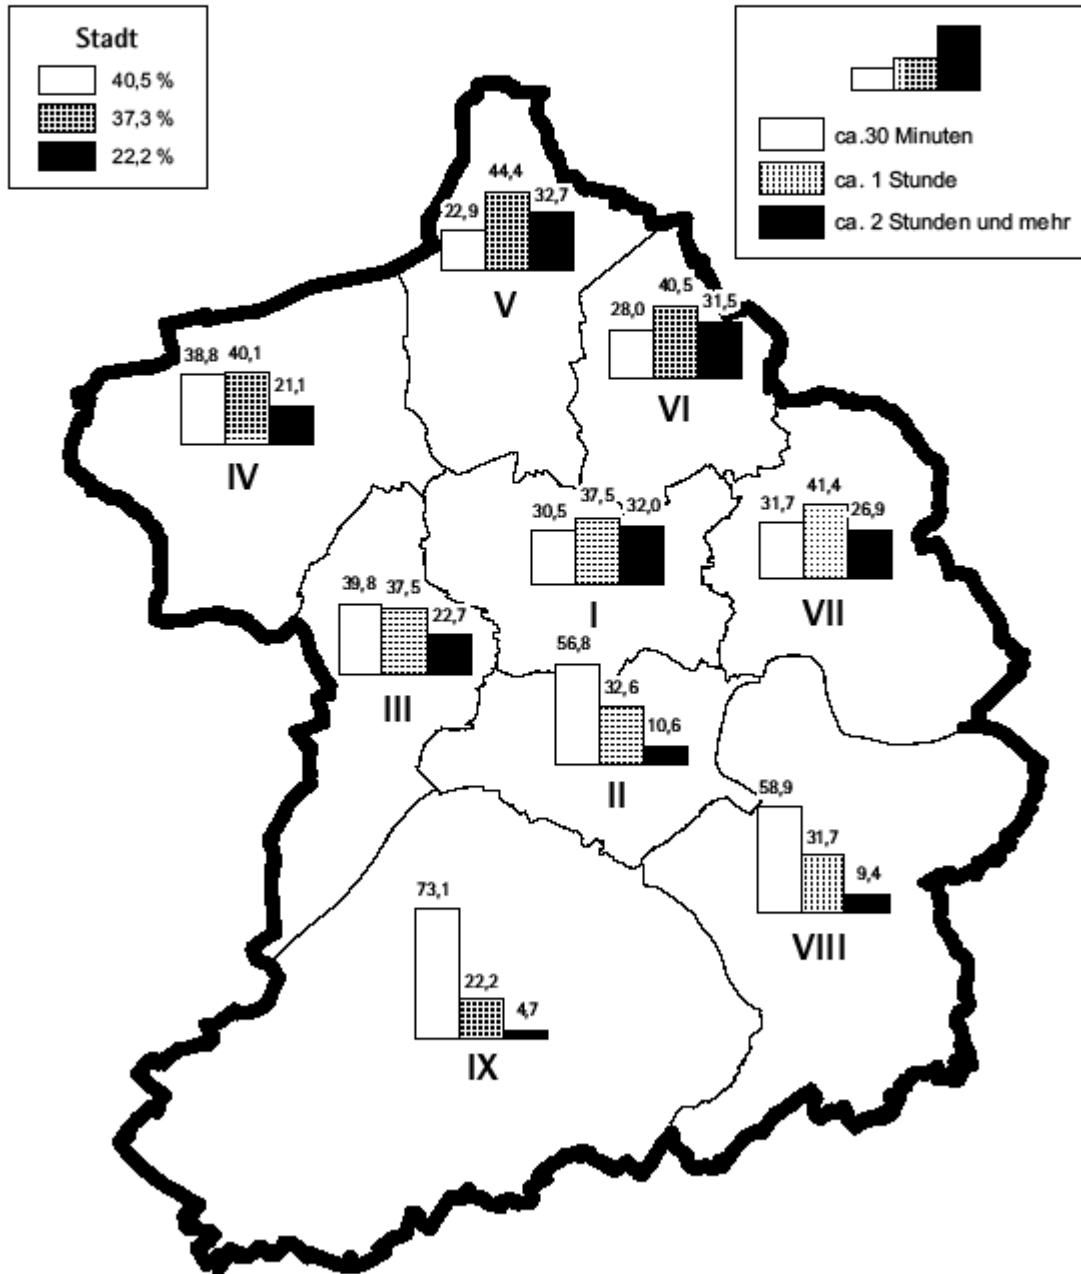 Stadt
40,5 %
37,3 %
22,2 %
ca.30 Minuten
ca. 1 Stunde
ca. 2 Stunden und mehr
44,4
22,9
32,7
V
40,5
28,0
31,5
VI
38,8
40,1
21,1
IV
37,5
30,5
32,0
I
41,4
31,7
26,9
VII
39,8
37,5
22,7
III
56,8
32,6
10,6
II
58,9
31,7
9,4
VIII
73,1
22,2
4,7
IX